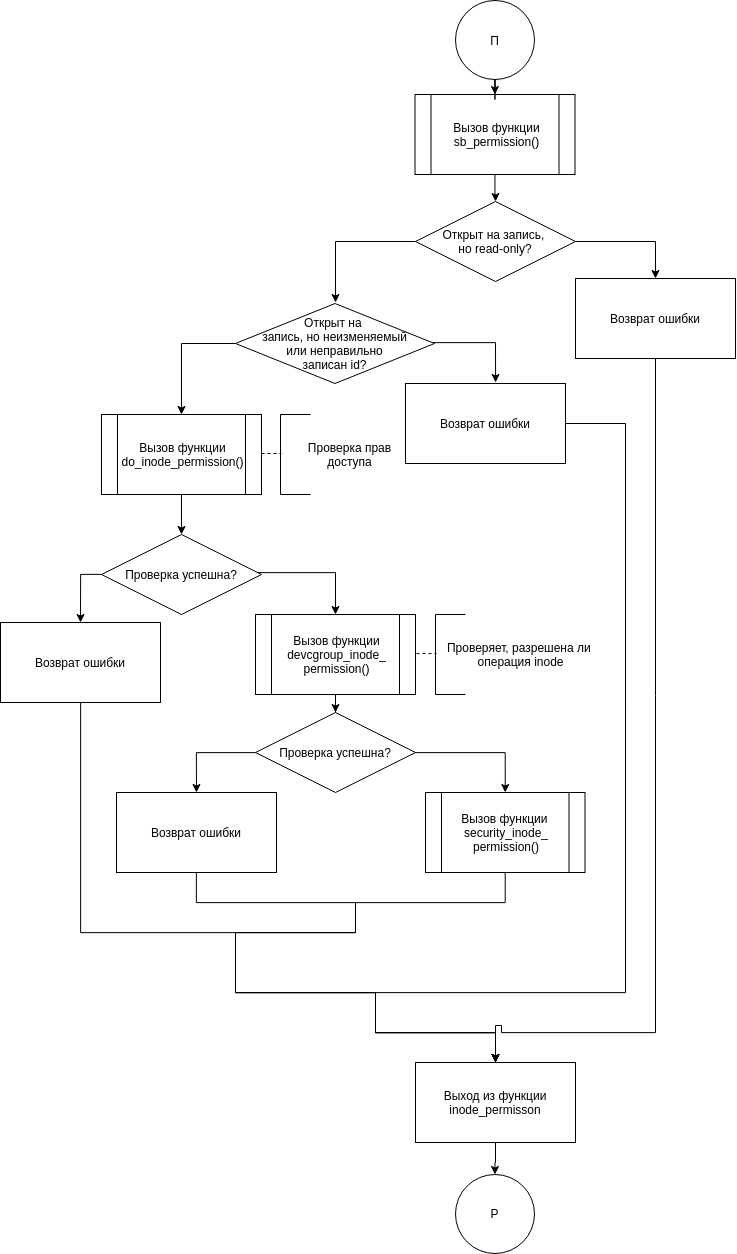 П
Вызов функции
sb_permission()
Открыт на запись,
но read-only?
Возврат ошибки
Открыт на
запись, но неизменяемый
или неправильно
записан id?
Возврат ошибки
Вызов функции
do_inode_permission()
Проверка прав
доступа
Проверка успешна?
Возврат ошибки
Вызов функции
devcgroup_inode_
permission()
Проверяет, разрешена ли
операция inode
Проверка успешна?
Возврат ошибки
Вызов функции
security_inode_
permission()
Выход из функции
inode_permisson
Р